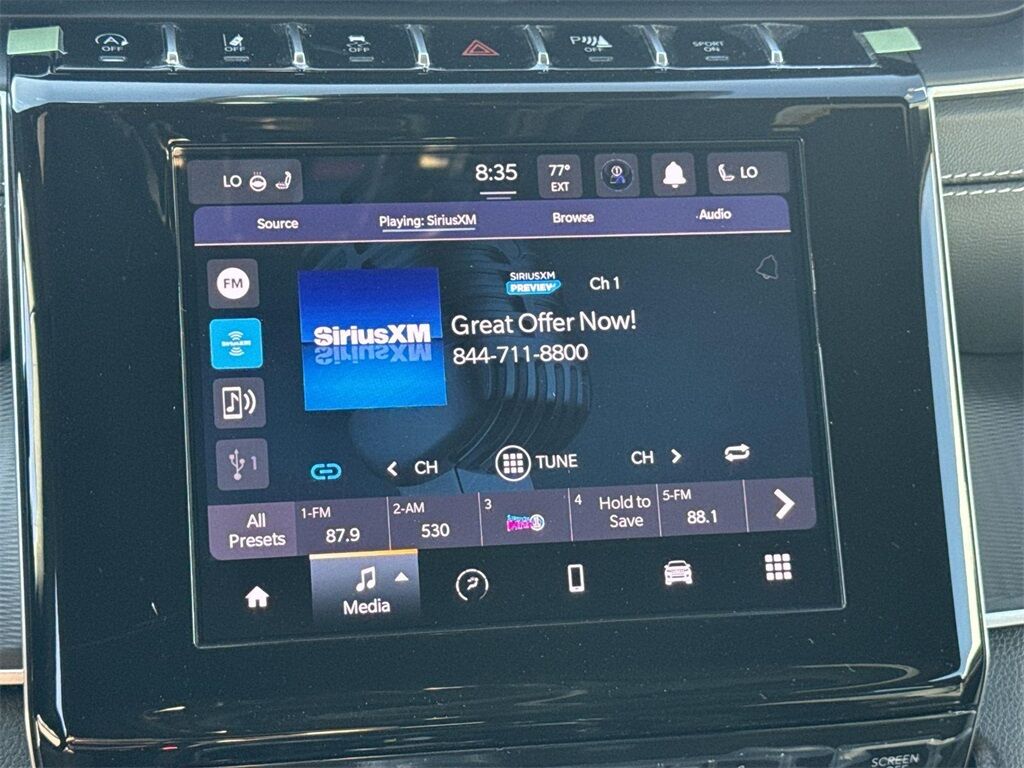 OFF
OFF
OFF
OFF
SPORT
ON
LO
8:35
77°
EXT
LO
Source
Playing: SiriusXM
Browse
Audio
FM
SIRIUSXM
PREVIEW
Ch 1
SiriusXM
Great Offer Now!
844-711-8800
1
CH
TUNE
CH
All
Presets
1-FM
87.9
2-AM
530
3
4
Hold to
Save
5-FM
88.1
Media
SCREEN